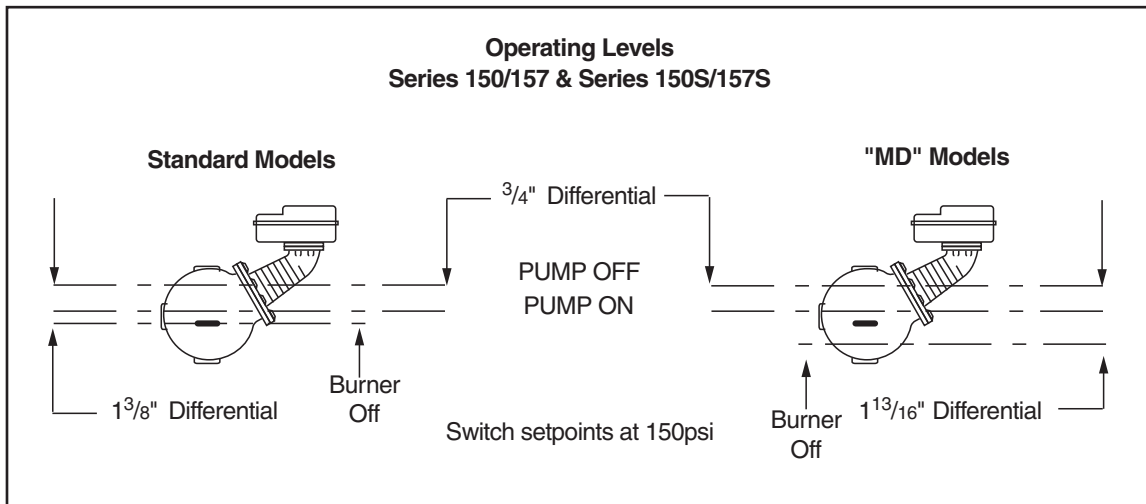 Operating Levels
Series 150/157 & Series 150S/157S
Standard Models
"MD" Models
3/4" Differential
PUMP OFF
PUMP ON
Burner
Off
1 3/8" Differential
Switch setpoints at 150psi
Burner
Off
1 13/16" Differential